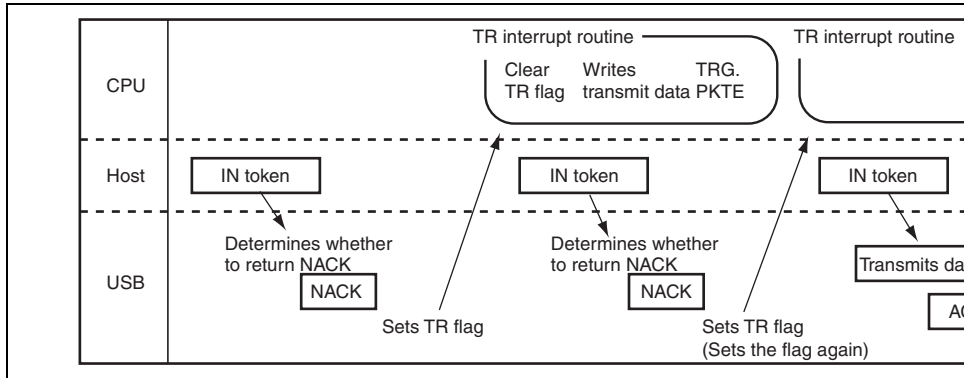 TR interrupt routine
TR interrupt routine
CPU
Clear Writes TRG.
TR flag transmit data PKTE
Host
IN token
IN token
IN token
USB
Determines whether
to return NACK
NACK
Sets TR flag
Determines whether
to return NACK
NACK
Sets TR flag
(Sets the flag again)
Transmits